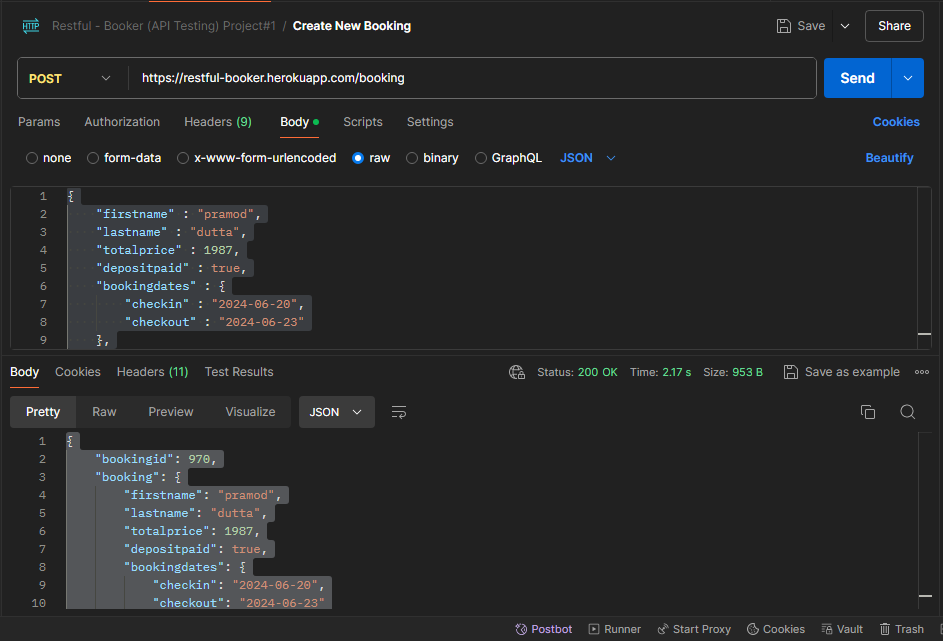 HTTP Restful - Booker (API Testing) Project#1 / Create New Booking Save Share
POST https://restful-booker.herokuapp.com/booking Send
Params Authorization Headers (9) Body Scripts Settings Cookies
none form-data x-www-form-urlencoded raw binary GraphQL JSON Beautify
1 {
2 "firstname" : "pramod",
3 "lastname" : "dutta",
4 "totalprice" : 1987,
5 "depositpaid" : true,
6 "bookingdates" : {
7 "checkin" : "2024-06-20",
8 "checkout" : "2024-06-23"
9 },
Body Cookies Headers (11) Test Results Status: 200 OK Time: 2.17 s Size: 953 B Save as example
Pretty Raw Preview Visualize JSON
1 {
2 "bookingid": 970,
3 "booking": {
4 "firstname": "pramod",
5 "lastname": "dutta",
6 "totalprice": 1987,
7 "depositpaid": true,
8 "bookingdates": {
9 "checkin": "2024-06-20",
10 "checkout": "2024-06-23"
Postbot Runner Start Proxy Cookies Vault Trash